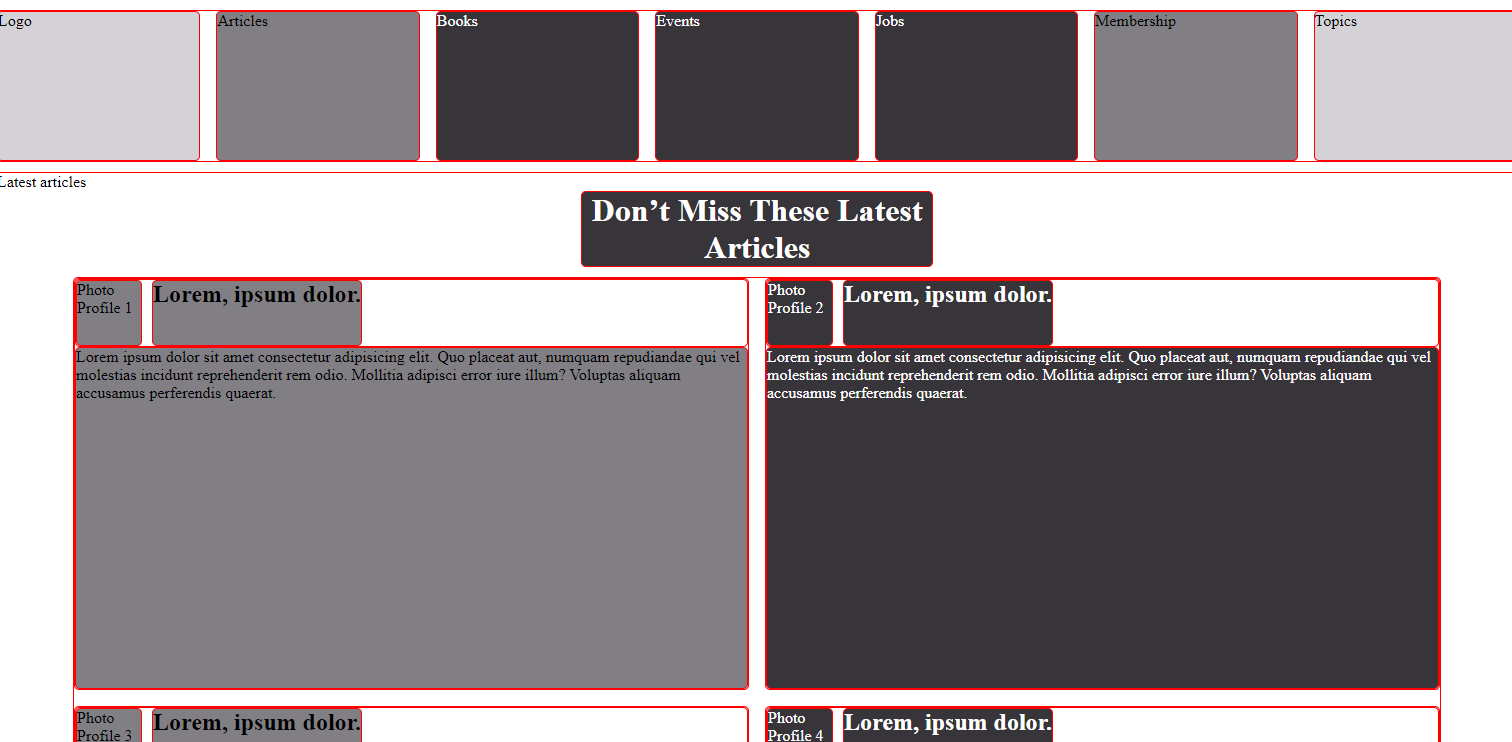 Logo
Articles
Books
Events
Jobs
Membership
Topics
Latest articles
Don’t Miss These Latest
Articles
Photo
Profile 1
Lorem, ipsum dolor.
Lorem ipsum dolor sit amet consectetur adipisicing elit. Quo placeat aut, numquam repudiandae qui vel
molestias incidunt reprehenderit rem odio. Mollitia adipisci error iure illum? Voluptas aliquam
accusamus perferendis quaerat.
Photo
Profile 2
Lorem, ipsum dolor.
Lorem ipsum dolor sit amet consectetur adipisicing elit. Quo placeat aut, numquam repudiandae qui vel
molestias incidunt reprehenderit rem odio. Mollitia adipisci error iure illum? Voluptas aliquam
accusamus perferendis quaerat.
Photo
Profile 3
Lorem, ipsum dolor.
Photo
Profile 4
Lorem, ipsum dolor.